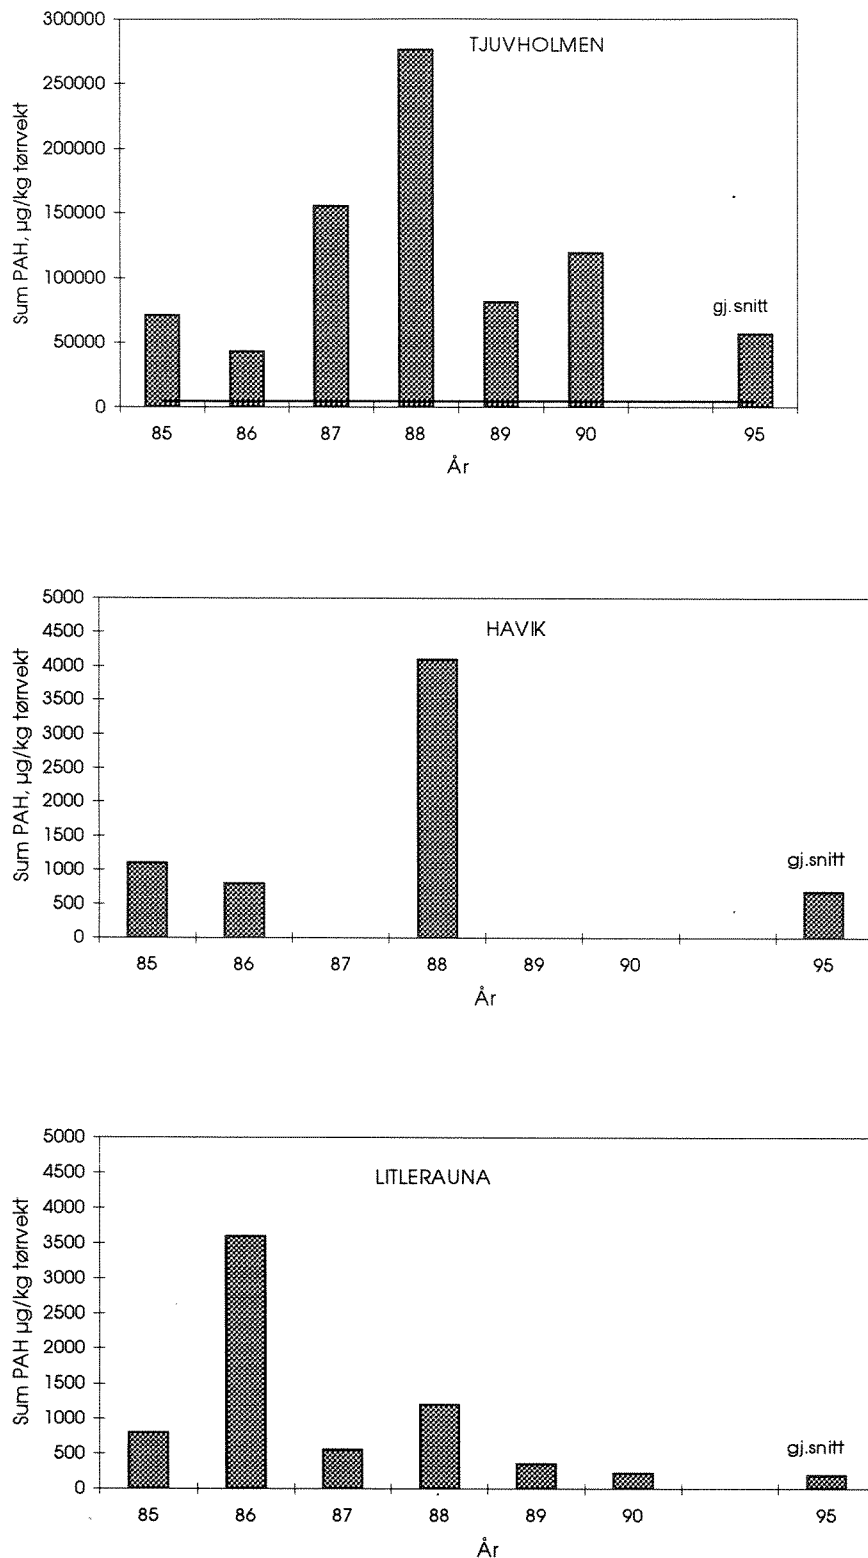 TJUVHOLMEN
Sum PAH, µg/kg tørrvekt
300000
250000
200000
150000
100000
50000
0
gj.snitt
85 86 87 88 89 90 95
År
HAVIK
Sum PAH, µg/kg tørrvekt
5000
4500
4000
3500
3000
2500
2000
1500
1000
500
0
gj.snitt
85 86 87 88 89 90 95
År
LITLERAUNA
Sum PAH µg/kg tørrvekt
5000
4500
4000
3500
3000
2500
2000
1500
1000
500
0
gj.snitt
85 86 87 88 89 90 95
År